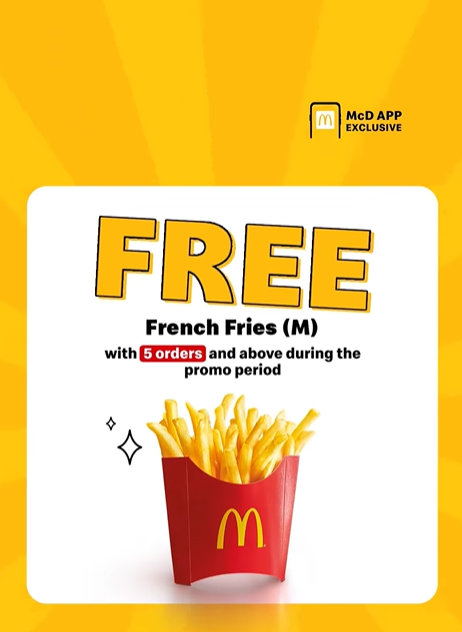 McD APP
EXCLUSIVE
FREE
French Fries (M)
with 5 orders and above during the
promo period